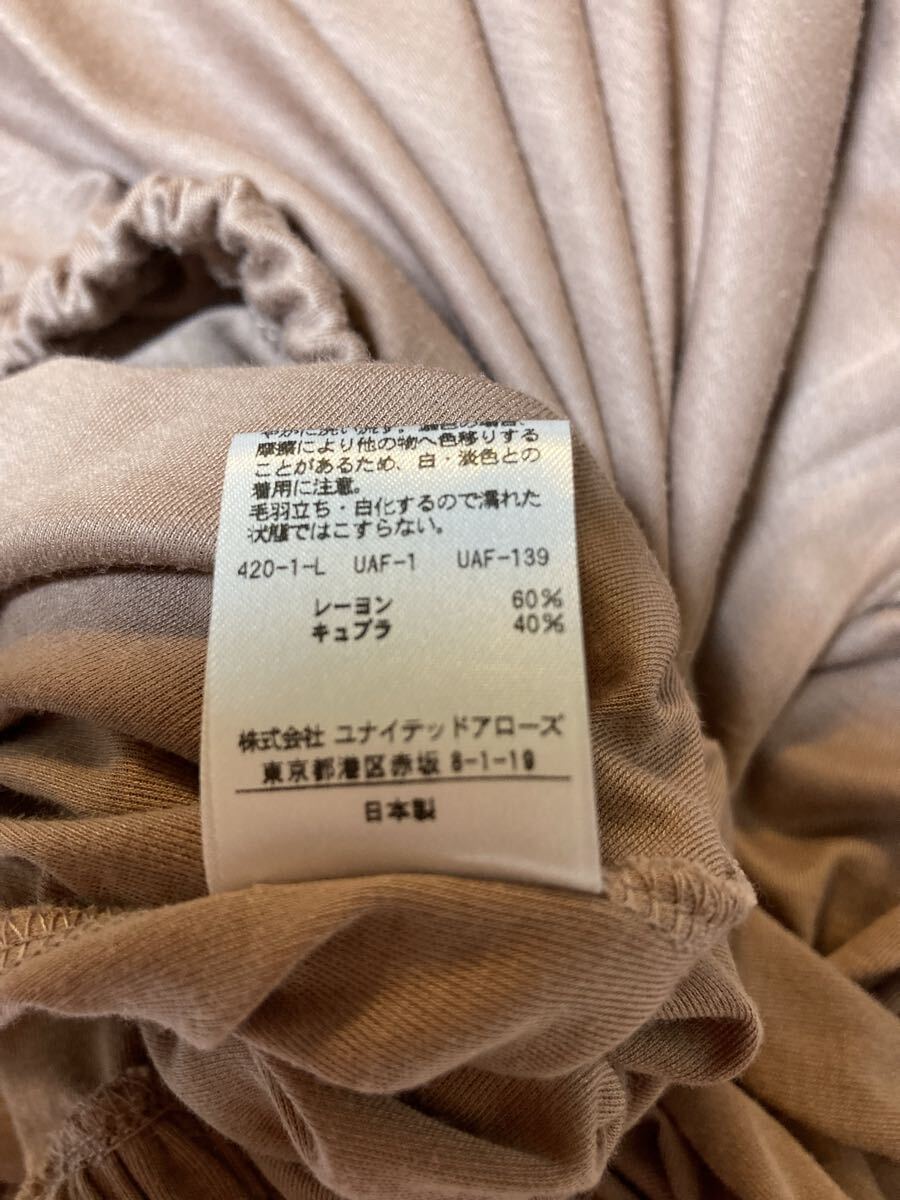 摩擦により他の物へ色移りする
ことがあるため、白・淡色との
着用に注意。
毛羽立ち・白化するので濡れた
状態ではこすらない。
420-1-L UAF-1 UAF-139
レーヨン 60%
キュプラ 40%
株式会社 ユナイテッドアローズ
東京都港区赤坂 8-1-19
日本製